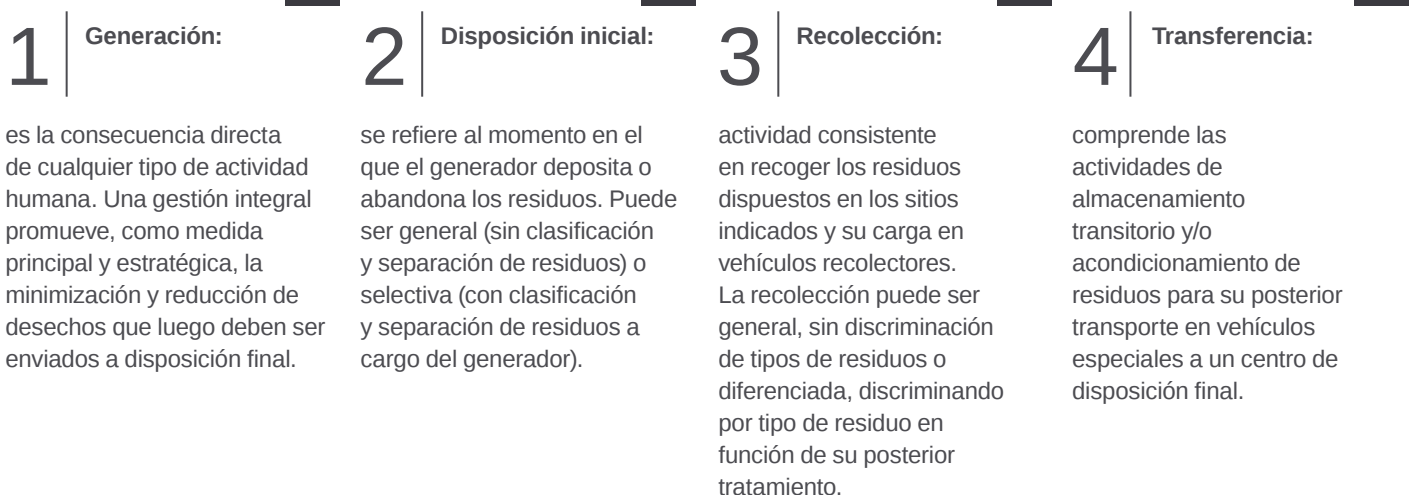 1
Generación:
es la consecuencia directa
de cualquier tipo de actividad
humana. Una gestión integral
promueve, como medida
principal y estratégica, la
minimización y reducción de
desechos que luego deben ser
enviados a disposición final.
2
Disposición inicial:
se refiere al momento en el
que el generador deposita o
abandona los residuos. Puede
ser general (sin clasificación
y separación de residuos) o
selectiva (con clasificación
y separación de residuos a
cargo del generador).
3
Recolección:
actividad consistente
en recoger los residuos
dispuestos en los sitios
indicados y su carga en
vehículos recolectores.
La recolección puede ser
general, sin discriminación
de tipos de residuos o
diferenciada, discriminando
por tipo de residuo en
función de su posterior
tratamiento.
4
Transferencia:
comprende las
actividades de
almacenamiento
transitorio y/o
acondicionamiento de
residuos para su posterior
transporte en vehículos
especiales a un centro de
disposición final.